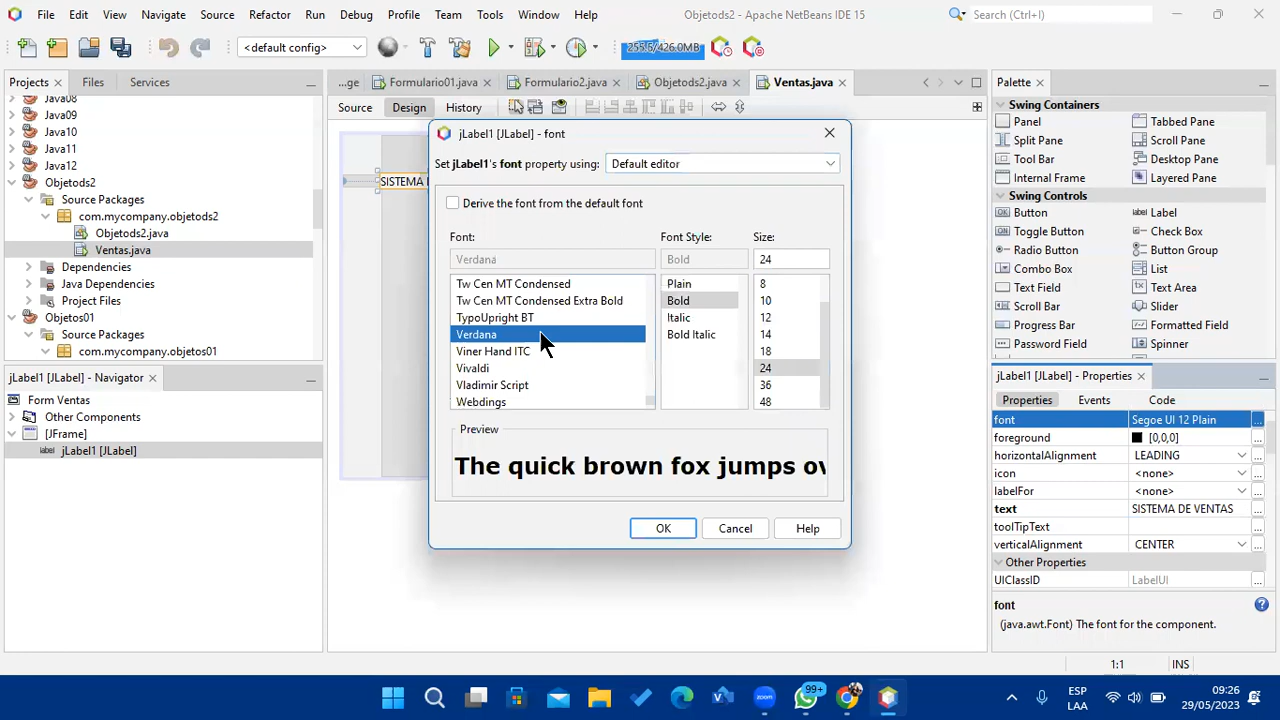 File Edit View Navigate Source Refactor Run Debug Profile Team Tools Window Help Objetods2 - Apache NetBeans IDE 15 Search (Ctrl+I)
<default config> 255.5/426.0MB
Projects Files Services
...ge Formulario01.java Formulario2.java Objetods2.java Ventas.java
Source Design History
Java08
Java09
Java10
Java11
Java12
Objetods2
Source Packages
com.mycompany.objetods2
Objetods2.java
Ventas.java
Dependencies
Java Dependencies
Project Files
Objetos01
Source Packages
com.mycompany.objetos01
jLabel1 [JLabel] - Navigator
Form Ventas
Other Components
[JFrame]
jLabel1 [JLabel]
SISTEMA
jLabel1 [JLabel] - font
Set jLabel1's font property using: Default editor
Derive the font from the default font
Font: Font Style: Size:
Verdana Bold 24
Tw Cen MT Condensed Plain 8
Tw Cen MT Condensed Extra Bold Bold 10
TypoUpright BT Italic 12
Verdana Bold Italic 14
Viner Hand ITC 18
Vivaldi 24
Vladimir Script 36
Webdings 48
Preview
The quick brown fox jumps ov
OK Cancel Help
Palette
Swing Containers
Panel Tabbed Pane
Split Pane Scroll Pane
Tool Bar Desktop Pane
Internal Frame Layered Pane
Swing Controls
Button Label
Toggle Button Check Box
Radio Button Button Group
Combo Box List
Text Field Text Area
Scroll Bar Slider
Progress Bar Formatted Field
Password Field Spinner
jLabel1 [JLabel] - Properties
Properties Events Code
font Segoe UI 12 Plain ...
foreground [0,0,0] ...
horizontalAlignment LEADING ...
icon <none> ...
labelFor <none> ...
text SISTEMA DE VENTAS ...
toolTipText ...
verticalAlignment CENTER ...
Other Properties
UIClassID LabelUI ...
font
(java.awt.Font) The font for the component.
1:1 INS
99+
ESP
LAA
09:26
29/05/2023